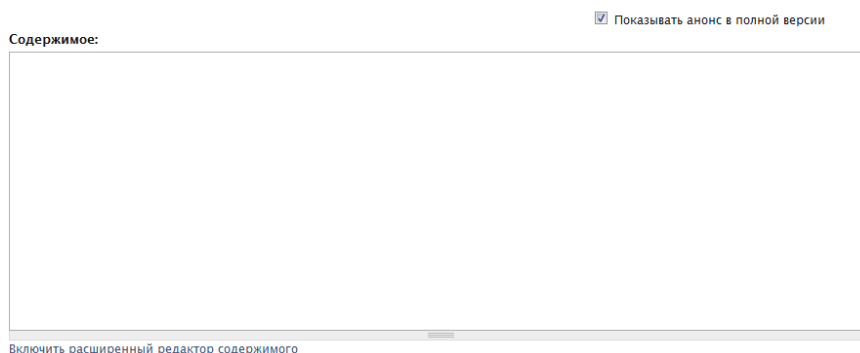 Показывать анонс в полной версии
Содержимое:
Включить расширенный редактор содержимого